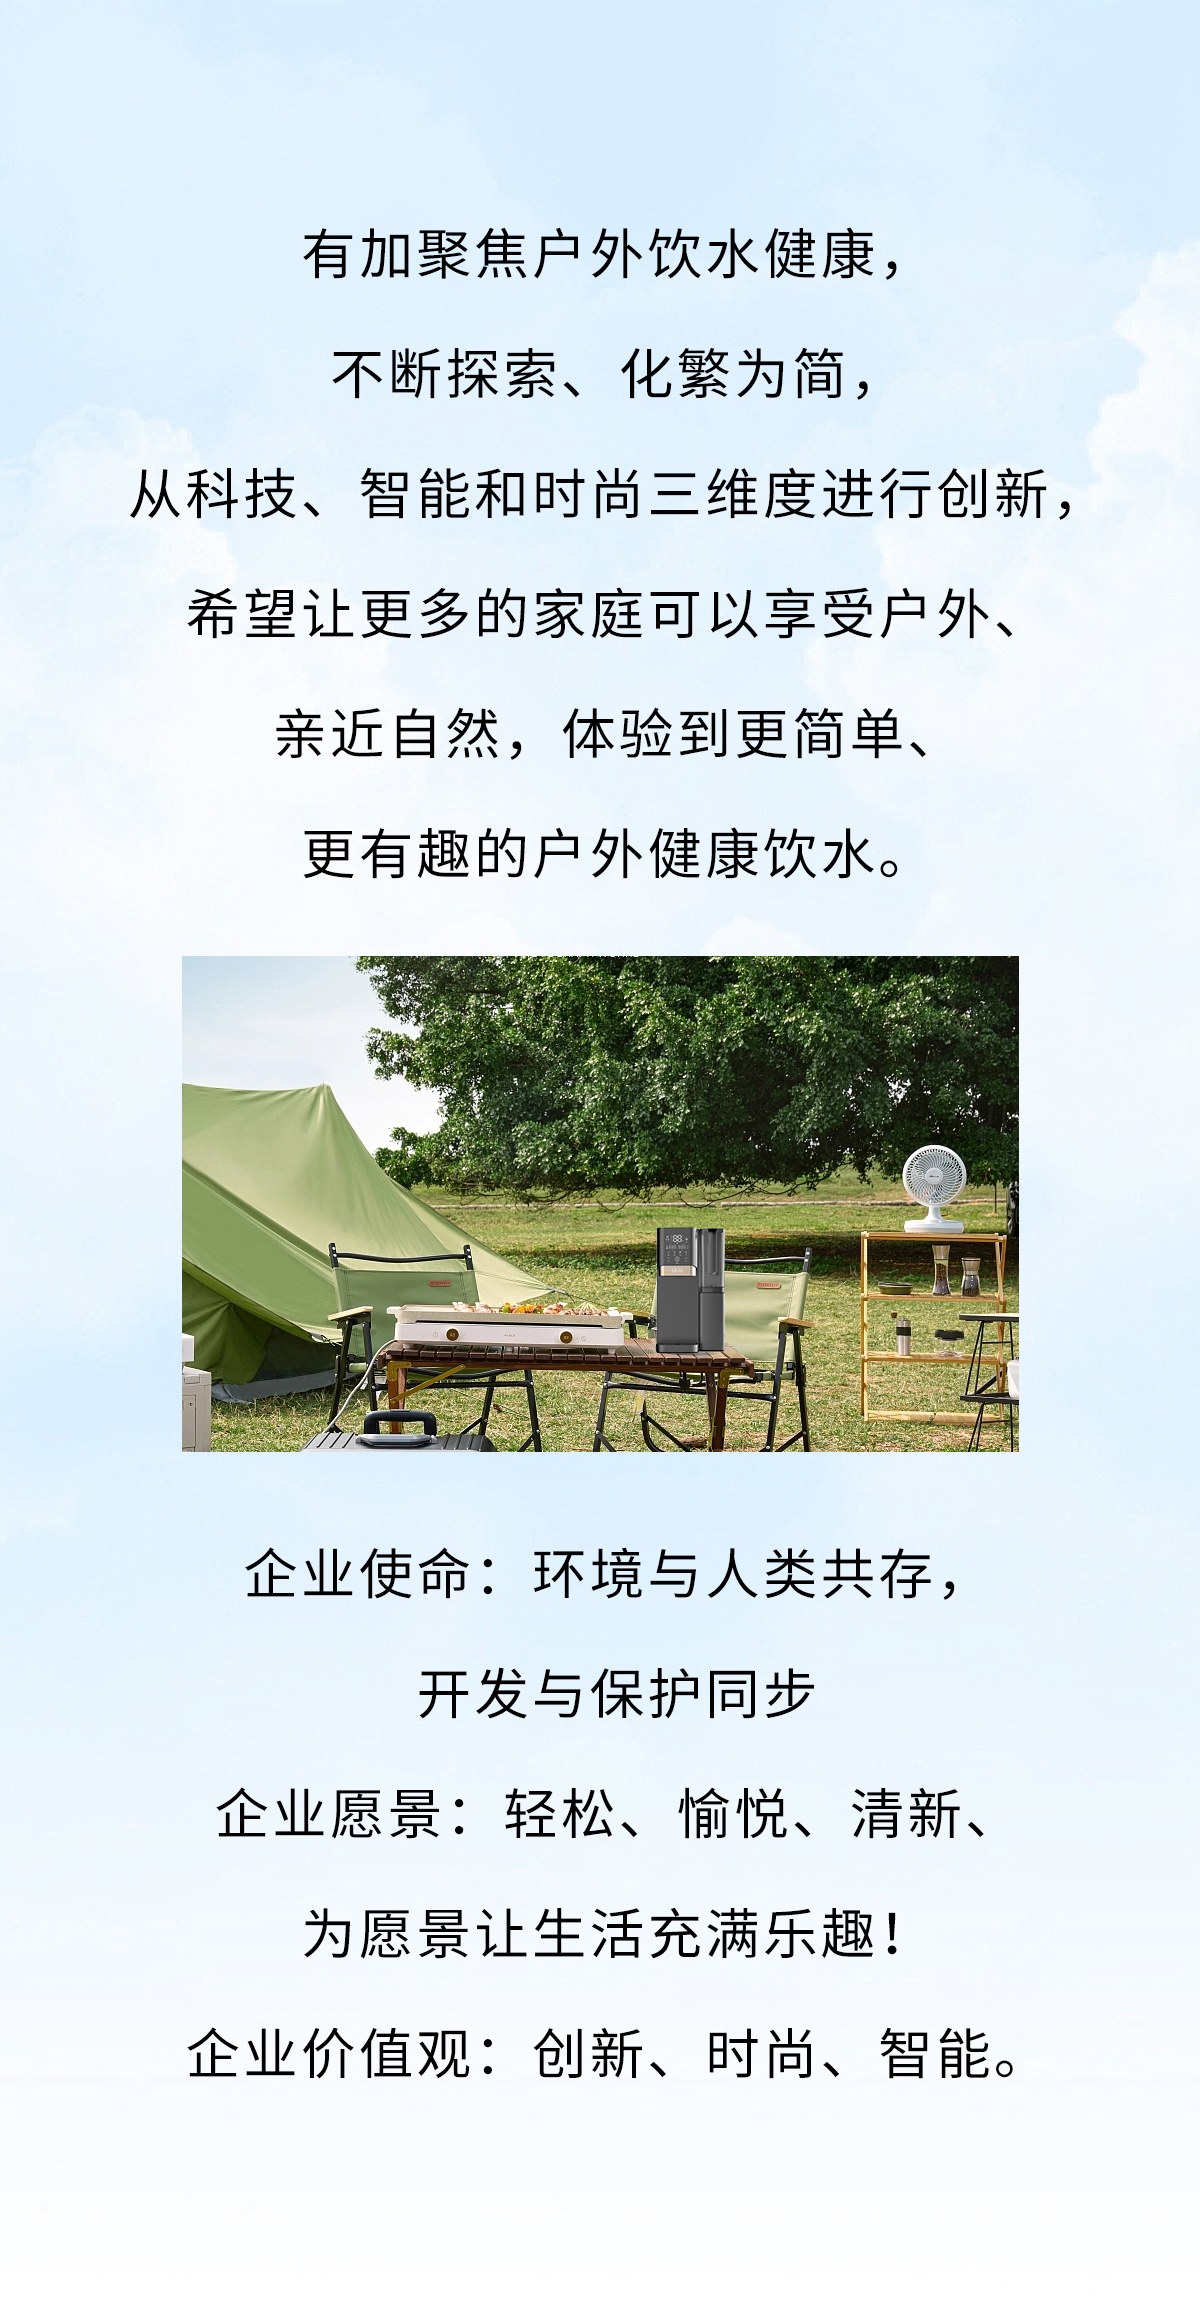 有加聚焦户外饮水健康，
不断探索、化繁为简，
从科技、智能和时尚三维度进行创新，
希望让更多的家庭可以享受户外、
亲近自然，体验到更简单、
更有趣的户外健康饮水。
88
企业使命：环境与人类共存，
开发与保护同步
企业愿景：轻松、愉悦、清新、
为愿景让生活充满乐趣！
企业价值观：创新、时尚、智能。